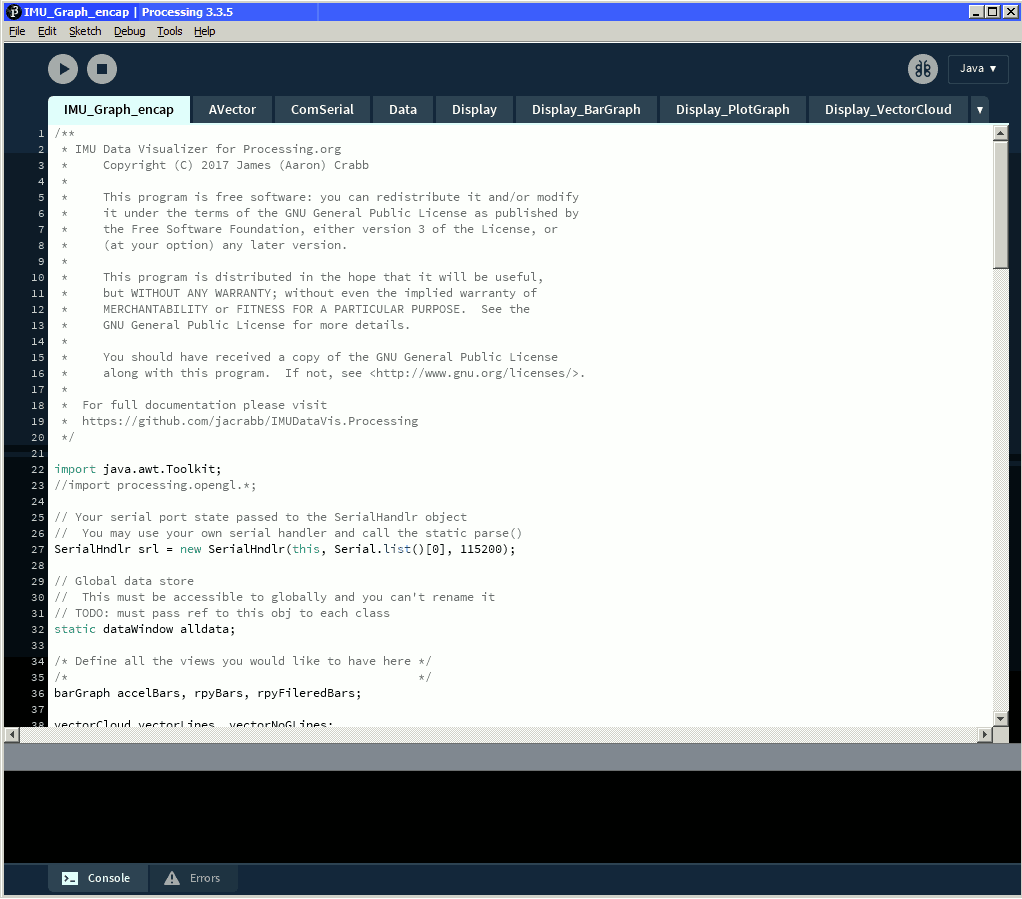 IMU_Graph_encap | Processing 3.3.5
File Edit Sketch Debug Tools Help
Java ▾
IMU_Graph_encap AVector ComSerial Data Display Display_BarGraph Display_PlotGraph Display_VectorCloud ▾
1 /**
2 * IMU Data Visualizer for Processing.org
3 * Copyright (C) 2017 James (Aaron) Crabb
4 *
5 * This program is free software: you can redistribute it and/or modify
6 * it under the terms of the GNU General Public License as published by
7 * the Free Software Foundation, either version 3 of the License, or
8 * (at your option) any later version.
9 *
10 * This program is distributed in the hope that it will be useful,
11 * but WITHOUT ANY WARRANTY; without even the implied warranty of
12 * MERCHANTABILITY or FITNESS FOR A PARTICULAR PURPOSE.  See the
13 * GNU General Public License for more details.
14 *
15 * You should have received a copy of the GNU General Public License
16 * along with this program.  If not, see <http://www.gnu.org/licenses/>.
17 *
18 * For full documentation please visit
19 * https://github.com/jacrabb/IMUDataVis.Processing
20 */
21
22 import java.awt.Toolkit;
23 //import processing.opengl.*;
24
25 // Your serial port state passed to the SerialHandlr object
26 //  You may use your own serial handler and call the static parse()
27 SerialHndlr srl = new SerialHndlr(this, Serial.list()[0], 115200);
28
29 // Global data store
30 //  This must be accessible to globally and you can't rename it
31 // TODO: must pass ref to this obj to each class
32 static dataWindow alldata;
33
34 /* Define all the views you would like to have here */
35 /* */
36 barGraph accelBars, rpyBars, rpyFileredBars;
37
38 vectorCloud vectorLines, vectorNoGLines;
Console Errors